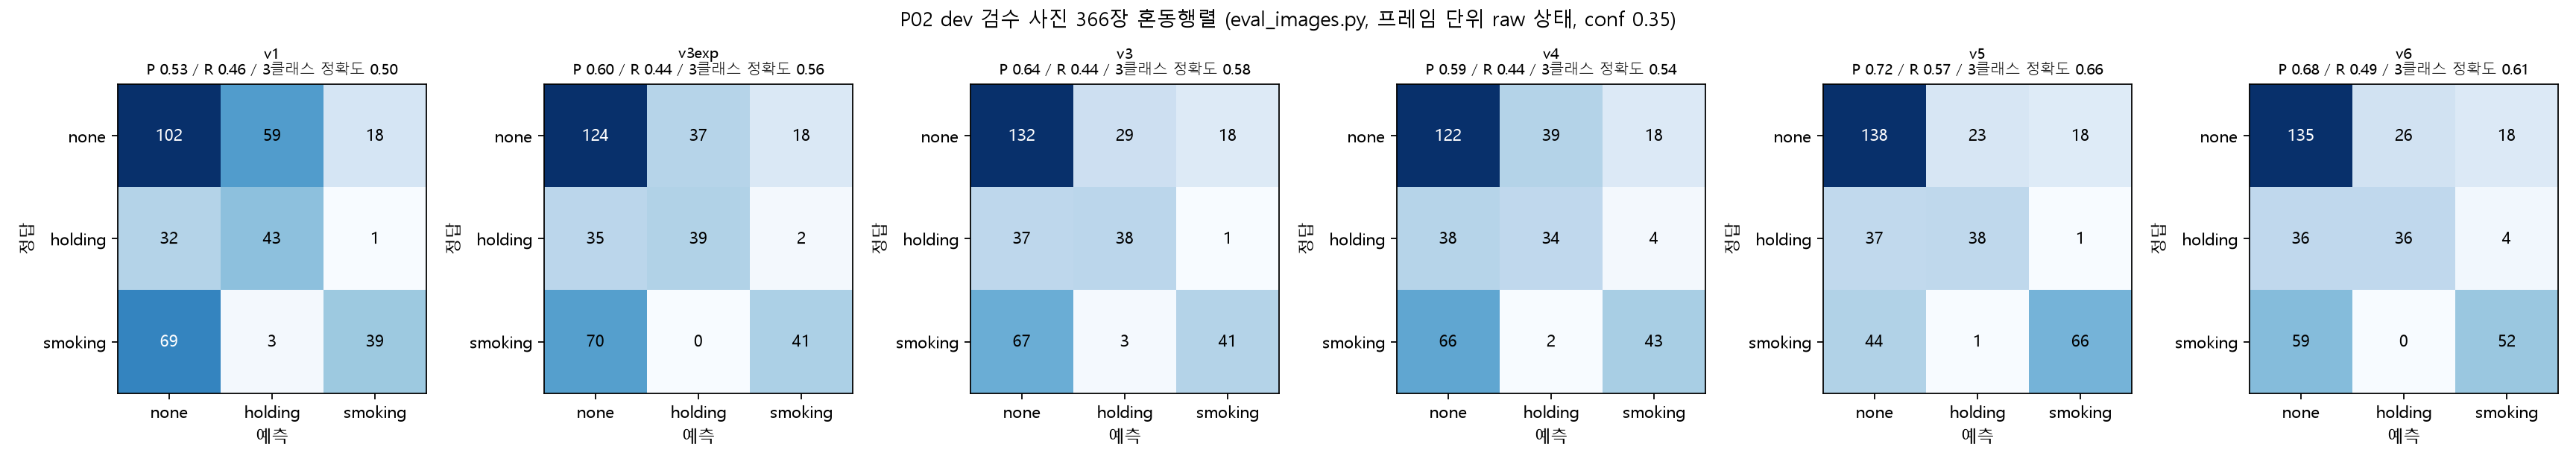 P02 dev 검수 사진 366장 혼동행렬 (eval_images.py, 프레임 단위 raw 상태, conf 0.35)
v1
P 0.53 / R 0.46 / 3클래스 정확도 0.50
none 102 59 18
holding 32 43 1
smoking 69 3 39
none holding smoking
예측
정답
v3exp
P 0.60 / R 0.44 / 3클래스 정확도 0.56
none 124 37 18
holding 35 39 2
smoking 70 0 41
none holding smoking
예측
정답
v3
P 0.64 / R 0.44 / 3클래스 정확도 0.58
none 132 29 18
holding 37 38 1
smoking 67 3 41
none holding smoking
예측
정답
v4
P 0.59 / R 0.44 / 3클래스 정확도 0.54
none 122 39 18
holding 38 34 4
smoking 66 2 43
none holding smoking
예측
정답
v5
P 0.72 / R 0.57 / 3클래스 정확도 0.66
none 138 23 18
holding 37 38 1
smoking 44 1 66
none holding smoking
예측
정답
v6
P 0.68 / R 0.49 / 3클래스 정확도 0.61
none 135 26 18
holding 36 36 4
smoking 59 0 52
none holding smoking
예측
정답